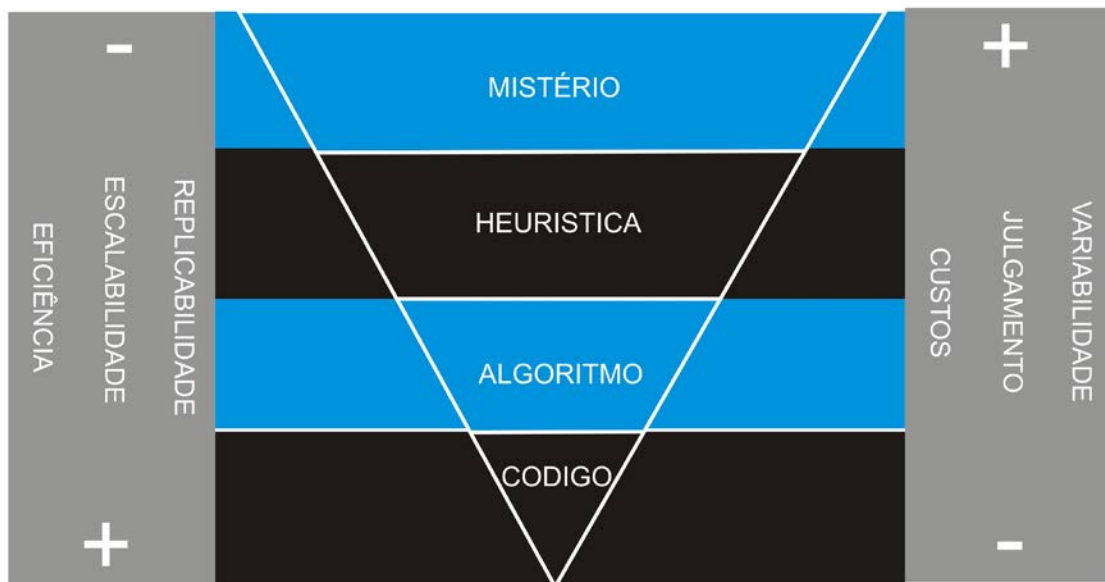 -
EFICIÊNCIA
ESCALABILIDADE
REPLICABILIDADE
+
MISTÉRIO
HEURISTICA
ALGORITMO
CODIGO
+
CUSTOS
JULGAMENTO
VARIABILIDADE
-